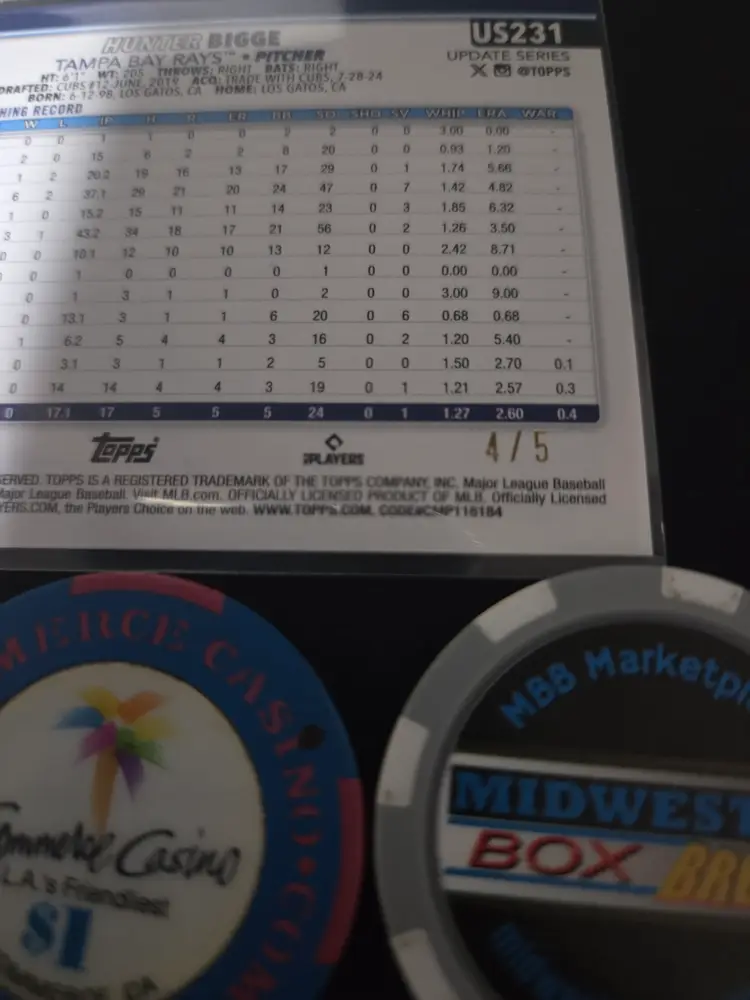 HUNTER BIGGE
US231
TAMPA BAY RAYS™ • PITCHER
UPDATE SERIES
HT: 6'1" WT: 205 THROWS: RIGHT BATS: RIGHT
@TOPPS
DRAFTED: CUBS #12 JUNE, 2019 ACQ: TRADE WITH CUBS, 7-28-24
BORN: 6-12-98, LOS GATOS, CA HOME: LOS GATOS, CA
HING RECORD
W L IP H R ER BB SO SHO SV WHIP ERA WAR
0 0 1 1 0 0 2 2 0 0 3.00 0.00 -
2 0 15 6 2 2 8 20 0 0 0.93 1.20 -
1 2 20.2 19 16 13 17 29 0 1 1.74 5.66 -
6 2 37.1 29 21 20 24 47 0 7 1.42 4.82 -
1 0 15.2 15 11 11 14 23 0 3 1.85 6.32 -
3 1 43.2 34 18 17 21 56 0 2 1.26 3.50 -
0 0 10.1 12 10 10 13 12 0 0 2.42 8.71 -
0 1 0 0 0 0 1 0 0 0.00 0.00 -
0 1 3 1 1 0 2 0 0 3.00 9.00 -
0 13.1 3 1 1 6 20 0 6 0.68 0.68 -
1 6.2 5 4 4 3 16 0 2 1.20 5.40 -
0 3.1 3 1 1 2 5 0 0 1.50 2.70 0.1
0 14 14 4 4 3 19 0 1 1.21 2.57 0.3
0 17.1 17 5 5 5 24 0 1 1.27 2.60 0.4
topps
PLAYERS
4/5
SERVED. TOPPS IS A REGISTERED TRADEMARK OF THE TOPPS COMPANY, INC. Major League Baseball
Major League Baseball. Visit MLB.com. OFFICIALLY LICENSED PRODUCT OF MLB. Officially Licensed
YERS.COM, the Players Choice on the web. WWW.TOPPS.COM. CODE#CMP116184
MERCE CASINO • COM
Commerce Casino
L.A.'s Friendliest
$1
CA
MBB Marketpl
MIDWEST
BOX BR